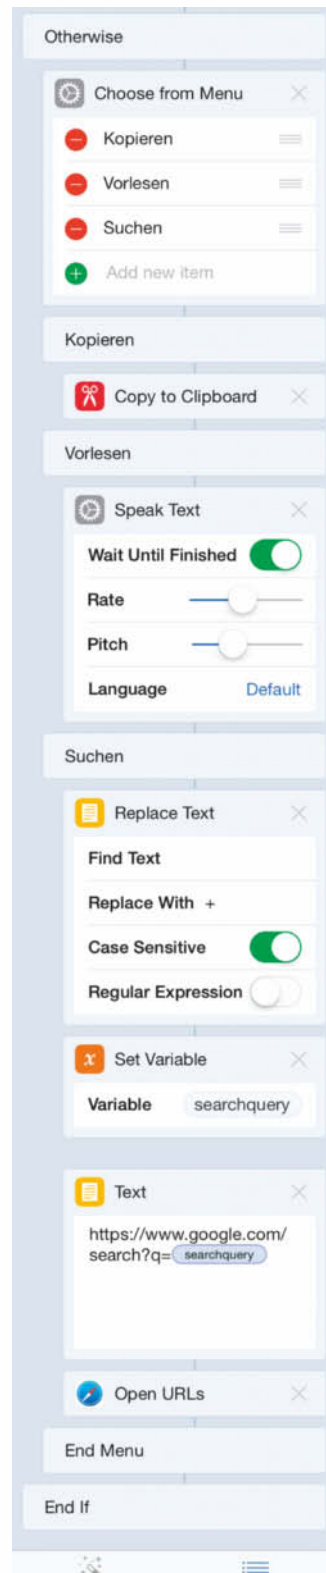 Otherwise
Choose from Menu
Kopieren
Vorlesen
Suchen
Add new item
Kopieren
Copy to Clipboard
Vorlesen
Speak Text
Wait Until Finished
Rate
Pitch
Language Default
Suchen
Replace Text
Find Text
Replace With +
Case Sensitive
Regular Expression
x Set Variable
Variable searchquery
Text
https://www.google.com/
search?q= searchquery
Open URLs
End Menu
End If